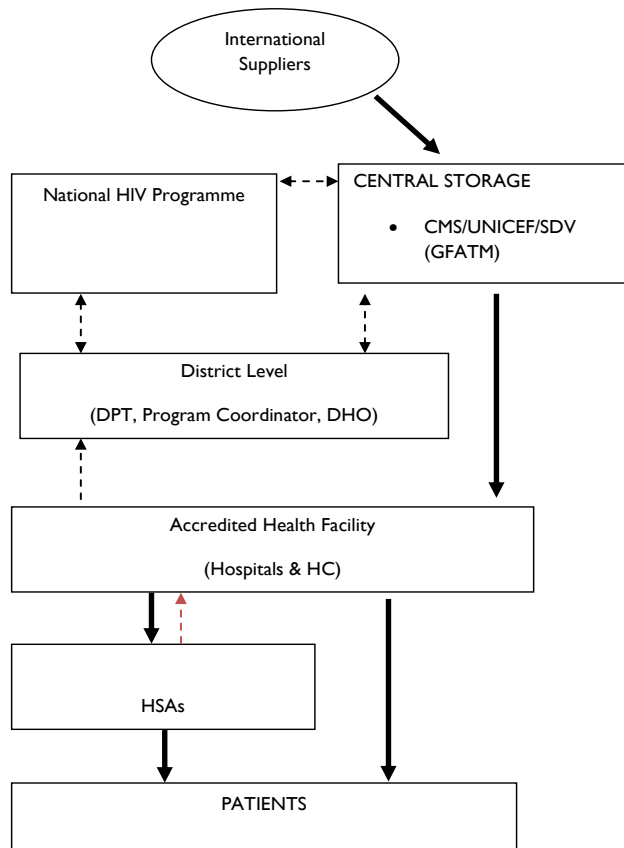 International
Suppliers
National HIV Programme
CENTRAL STORAGE
• CMS/UNICEF/SDV
(GFATM)
District Level
(DPT, Program Coordinator, DHO)
Accredited Health Facility
(Hospitals & HC)
HSAs
PATIENTS